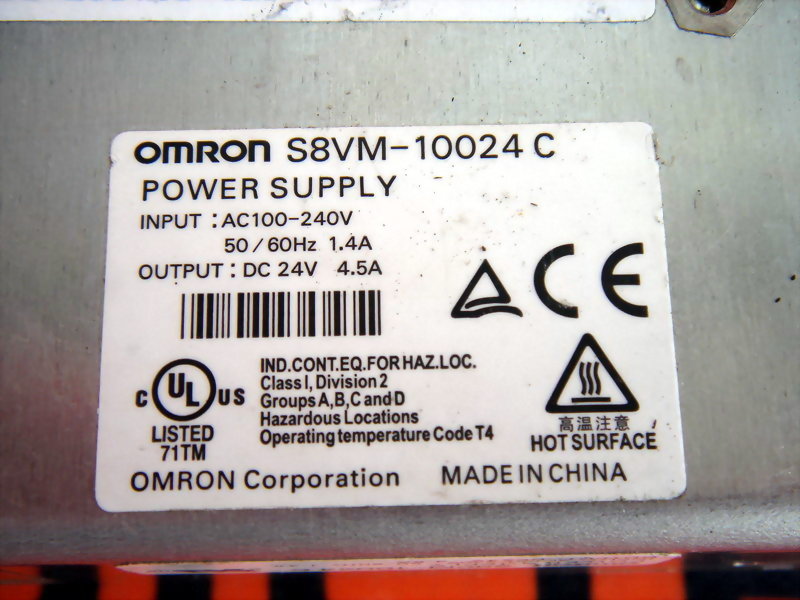 OMRON S8VM-10024 C
POWER SUPPLY
INPUT : AC100-240V
50/60Hz 1.4A
OUTPUT : DC 24V 4.5A
CE
C UL US
LISTED
71TM
IND.CONT.EQ.FOR HAZ.LOC.
Class I, Division 2
Groups A,B,C and D
Hazardous Locations
Operating temperature Code T4
高温注意
HOT SURFACE
OMRON Corporation MADE IN CHINA